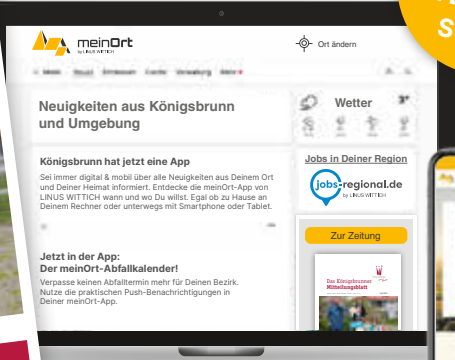 meinOrt
by LINUS WITTICH
Ort ändern
Neuigkeiten aus Königsbrunn
und Umgebung
Wetter
3°
Königsbrunn hat jetzt eine App
Sei immer digital & mobil über alle Neuigkeiten aus Deinem Ort
und Deiner Heimat informiert. Entdecke die meinOrt-App von
LINUS WITTICH wann und wo Du willst. Egal ob zu Hause an
Deinem Rechner oder unterwegs mit Smartphone oder Tablet.
Jetzt in der App:
Der meinOrt-Abfallkalender!
Verpasse keinen Abfalltermin mehr für Deinen Bezirk.
Nutze die praktischen Push-Benachrichtigungen in
Deiner meinOrt-App.
Jobs in Deiner Region
jobs-regional.de
by LINUS WITTICH
Zur Zeitung
Das Königsbrunner
Mitteilungsblatt